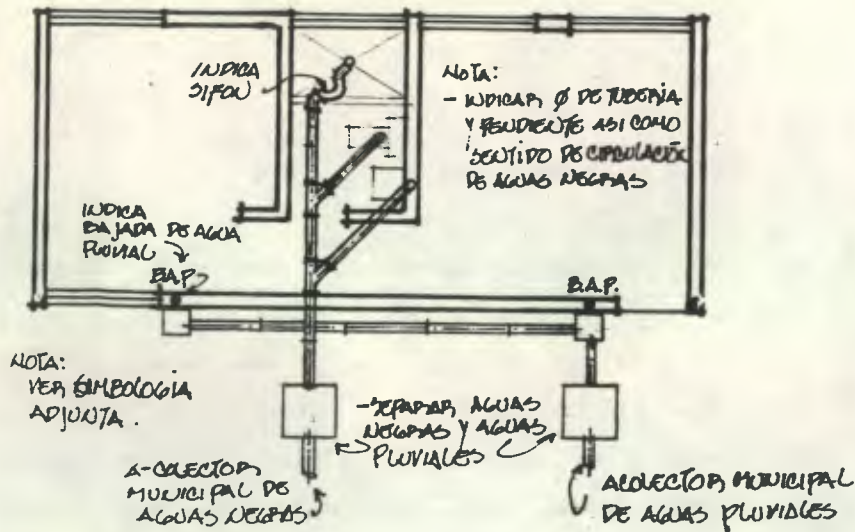 INDICA
SIFON
NOTA:
- INDICAR Ø DE TUBERIA
Y PENDIENTE ASI COMO
SENTIDO DE CIRCULACIÓN
DE AGUAS NEGRAS
INDICA
BAJADA DE AGUA
PLUVIAL
B.A.P.
B.A.P.
NOTA:
VER SIMBOLOGIA
ADJUNTA.
-SEPARAR AGUAS
NEGRAS Y AGUAS
PLUVIALES
A-COLECTOR
MUNICIPAL DE
AGUAS NEGRAS
A COLECTOR MUNICIPAL
DE AGUAS PLUVIALES